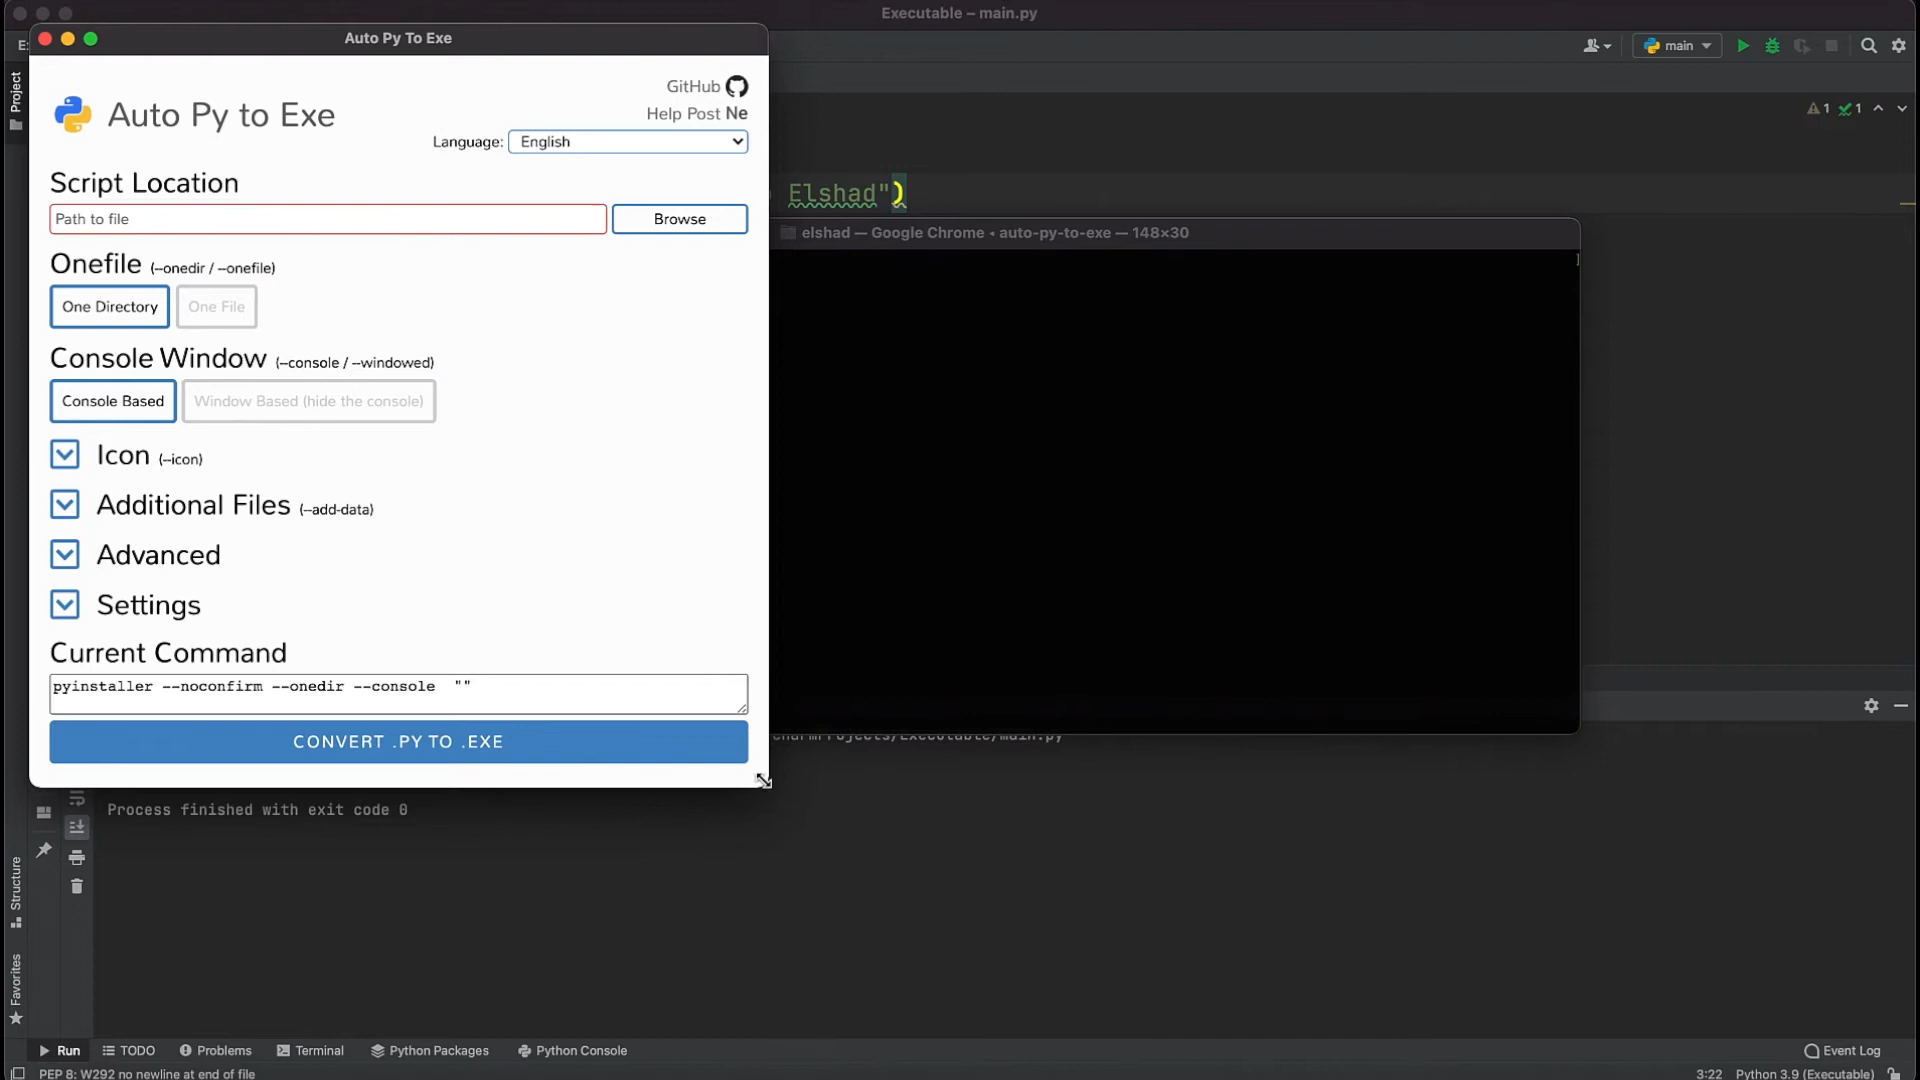 Executable – main.py
Auto Py To Exe
main
Project
GitHub
Auto Py to Exe
Help Post Ne
1 1
Language: English
Script Location
Elshad")
Path to file
Browse
elshad — Google Chrome • auto-py-to-exe — 148×30
Onefile (--onedir / --onefile)
One Directory One File
Console Window (--console / --windowed)
Console Based Window Based (hide the console)
Icon (--icon)
Additional Files (--add-data)
Advanced
Settings
Current Command
pyinstaller --noconfirm --onedir --console ""
CONVERT .PY TO .EXE
Process finished with exit code 0
Structure
Favorites
Run TODO Problems Terminal Python Packages Python Console
Event Log
PEP 8: W292 no newline at end of file
3:22 Python 3.9 (Executable)